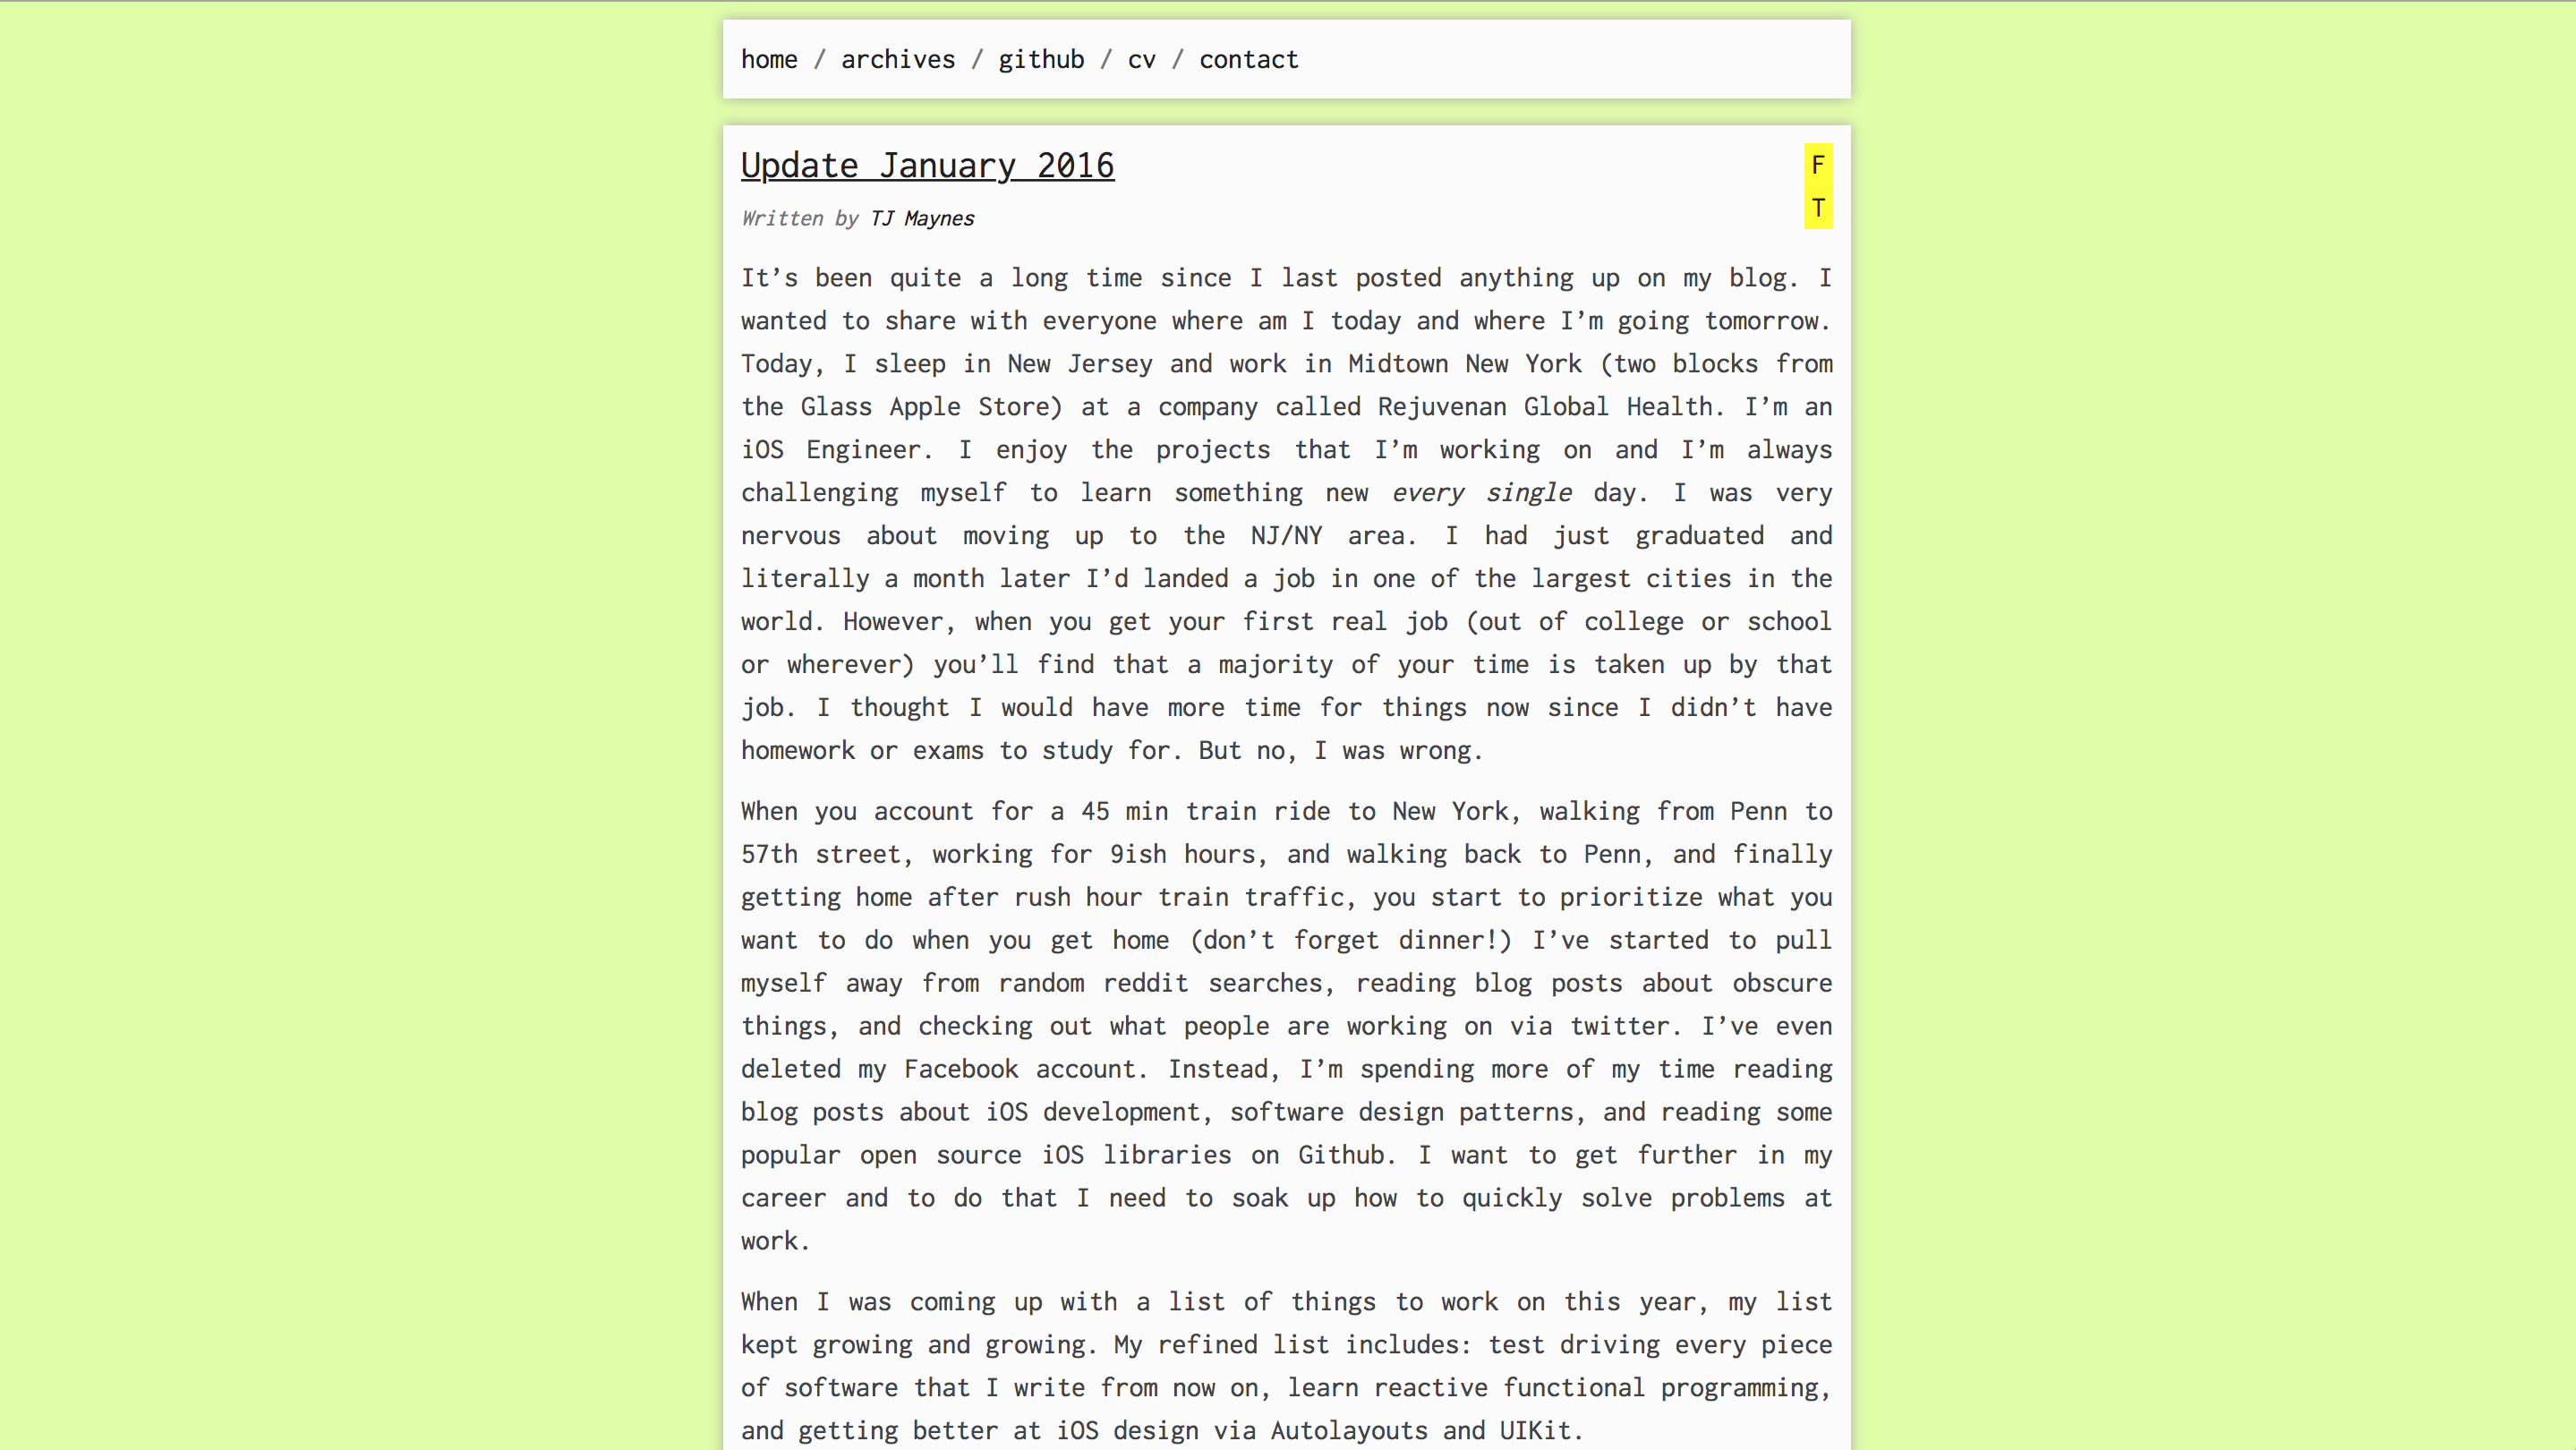 home / archives / github / cv / contact
Update January 2016
F
T
Written by TJ Maynes
It’s been quite a long time since I last posted anything up on my blog. I
wanted to share with everyone where am I today and where I’m going tomorrow.
Today, I sleep in New Jersey and work in Midtown New York (two blocks from
the Glass Apple Store) at a company called Rejuvenan Global Health. I’m an
iOS Engineer. I enjoy the projects that I’m working on and I’m always
challenging myself to learn something new every single day. I was very
nervous about moving up to the NJ/NY area. I had just graduated and
literally a month later I’d landed a job in one of the largest cities in the
world. However, when you get your first real job (out of college or school
or wherever) you’ll find that a majority of your time is taken up by that
job. I thought I would have more time for things now since I didn’t have
homework or exams to study for. But no, I was wrong.
When you account for a 45 min train ride to New York, walking from Penn to
57th street, working for 9ish hours, and walking back to Penn, and finally
getting home after rush hour train traffic, you start to prioritize what you
want to do when you get home (don’t forget dinner!) I’ve started to pull
myself away from random reddit searches, reading blog posts about obscure
things, and checking out what people are working on via twitter. I’ve even
deleted my Facebook account. Instead, I’m spending more of my time reading
blog posts about iOS development, software design patterns, and reading some
popular open source iOS libraries on Github. I want to get further in my
career and to do that I need to soak up how to quickly solve problems at
work.
When I was coming up with a list of things to work on this year, my list
kept growing and growing. My refined list includes: test driving every piece
of software that I write from now on, learn reactive functional programming,
and getting better at iOS design via Autolayouts and UIKit.